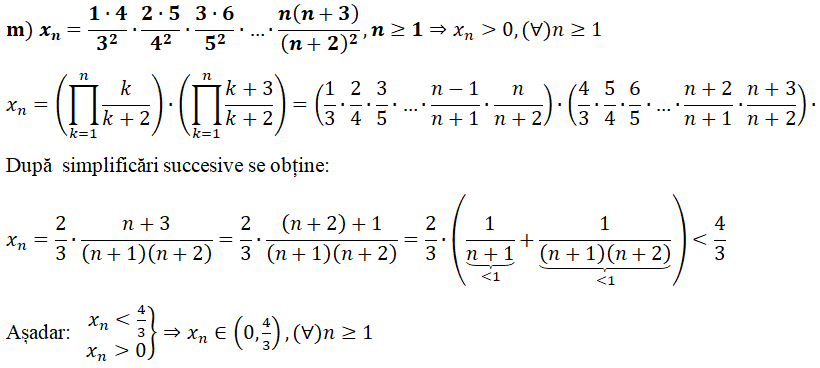 m) xₙ = (1·4)/3² · (2·5)/4² · (3·6)/5² · … · n(n+3)/(n+2)², n ≥ 1 ⇒ xₙ > 0, (∀)n ≥ 1
xₙ = (∏_{k=1}^{n} k/(k+2)) · (∏_{k=1}^{n} (k+3)/(k+2)) = (1/3 · 2/4 · 3/5 · … · (n−1)/(n+1) · n/(n+2)) · (4/3 · 5/4 · 6/5 · … · (n+2)/(n+1) · (n+3)/(n+2)) ·
După simplificări succesive se obține:
xₙ = 2/3 · (n+3)/((n+1)(n+2)) = 2/3 · ((n+2)+1)/((n+1)(n+2)) = 2/3 · (1/(n+1) + 1/((n+1)(n+2))) < 4/3
<1 <1
Așadar: xₙ < 4/3
xₙ > 0} ⇒ xₙ ∈ (0, 4/3), (∀)n ≥ 1